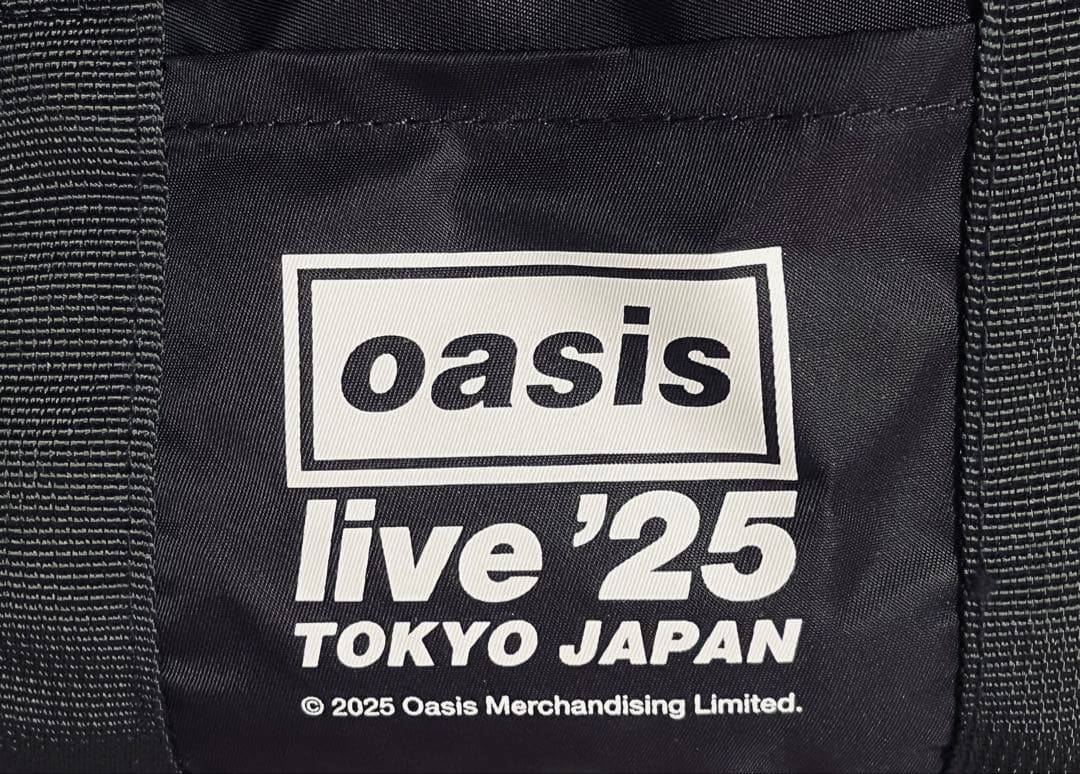 oasis
live ’25
TOKYO JAPAN
© 2025 Oasis Merchandising Limited.